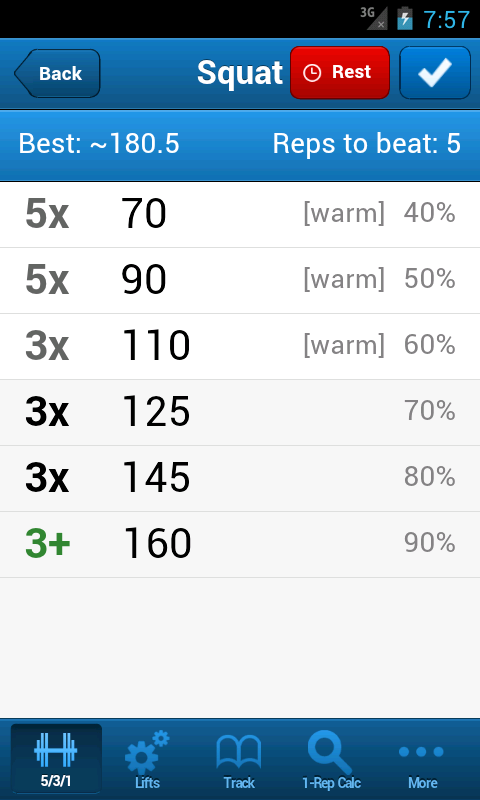 3G 7:57
Back Squat Rest
Best: ~180.5 Reps to beat: 5
5x 70 [warm] 40%
5x 90 [warm] 50%
3x 110 [warm] 60%
3x 125 70%
3x 145 80%
3+ 160 90%
5/3/1 Lifts Track 1-Rep Calc More